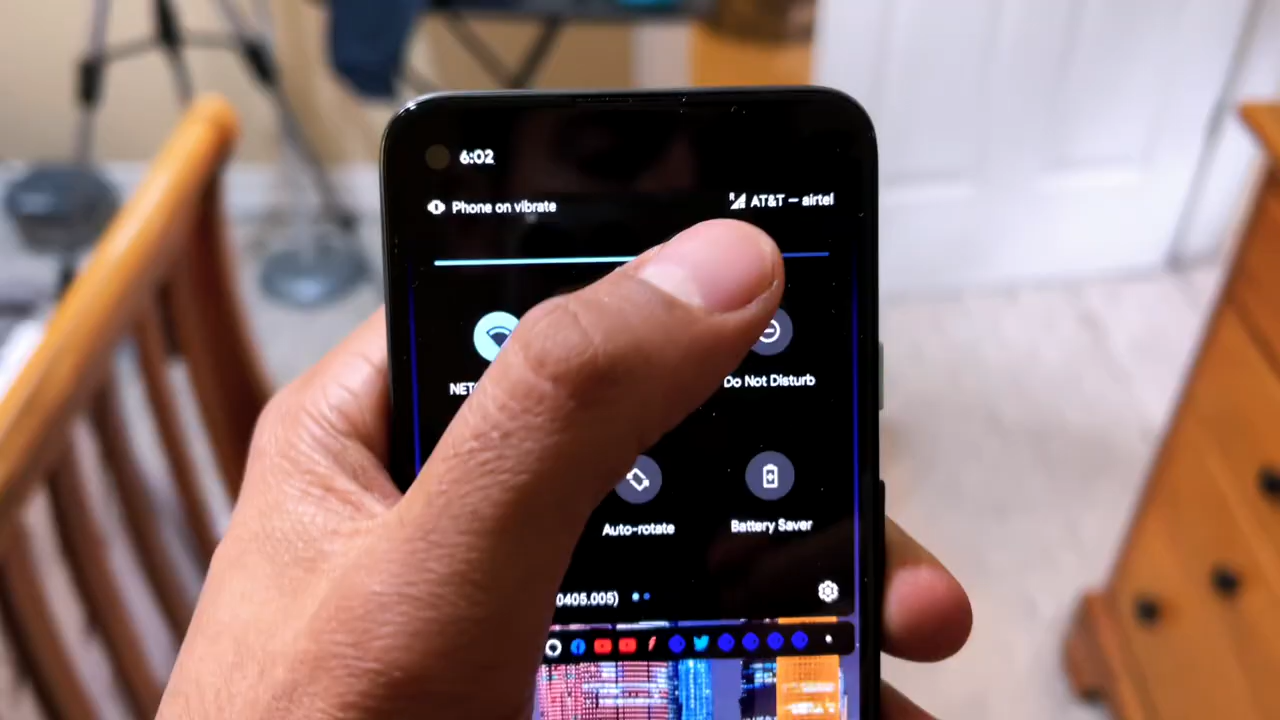 6:02
Phone on vibrate
AT&T — airtel
Do Not Disturb
Auto-rotate
Battery Saver
0405.005)